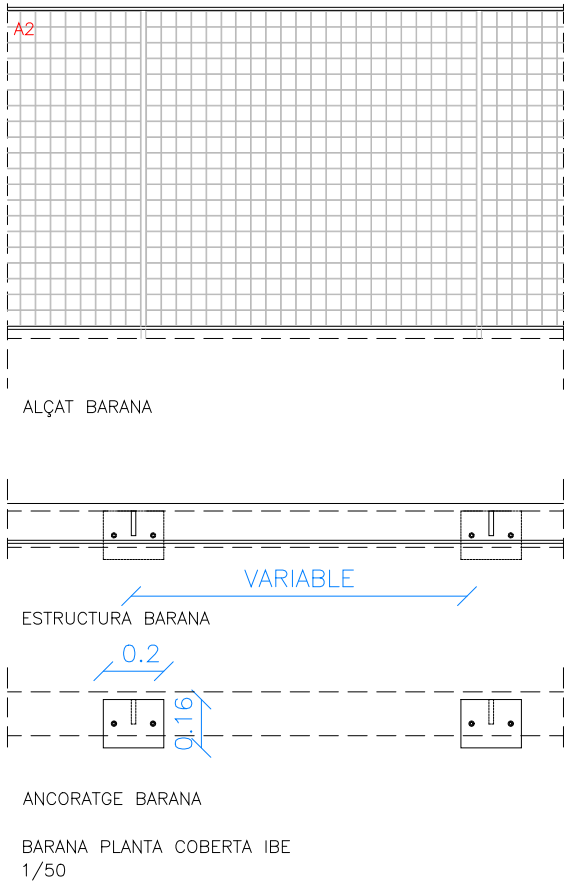 A2
ALÇAT BARANA
VARIABLE
ESTRUCTURA BARANA
0.2
0.16
ANCORATGE BARANA
BARANA PLANTA COBERTA IBE
1/50